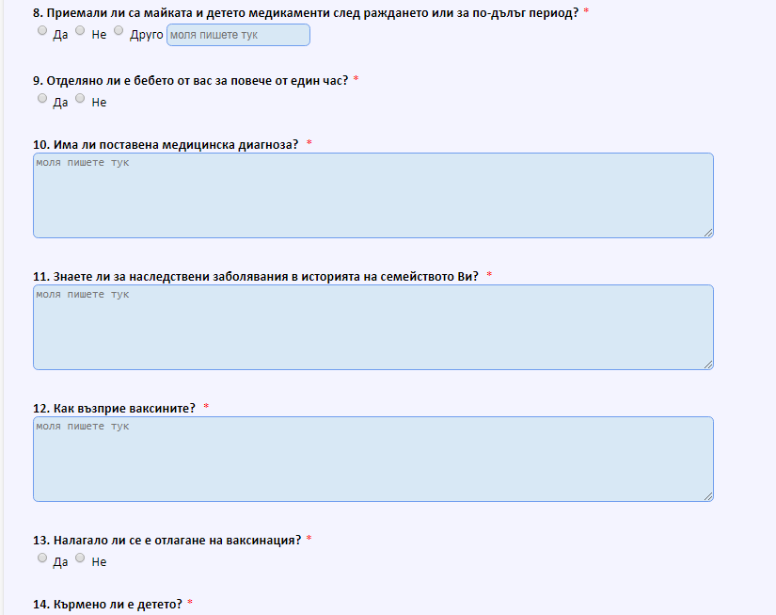 8. Приемали ли са майката и детето медикаменти след раждането или за по-дълъг период? *
Да Не Друго моля пишете тук
9. Отделяно ли е бебето от вас за повече от един час? *
Да Не
10. Има ли поставена медицинска диагноза? *
моля пишете тук
11. Знаете ли за наследствени заболявания в историята на семейството Ви? *
моля пишете тук
12. Как възприе ваксините? *
моля пишете тук
13. Налагало ли се е отлагане на ваксинация? *
Да Не
14. Кърмено ли е детето? *